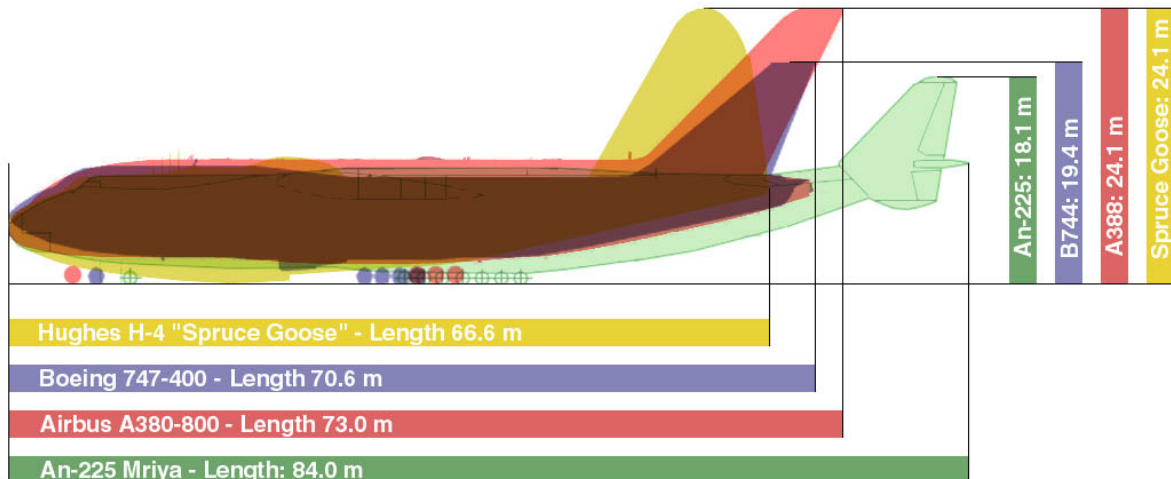 An-225: 18.1 m
B744: 19.4 m
A388: 24.1 m
Spruce Goose: 24.1 m
Hughes H-4 "Spruce Goose" - Length 66.6 m
Boeing 747-400 - Length 70.6 m
Airbus A380-800 - Length 73.0 m
An-225 Mriya - Length: 84.0 m